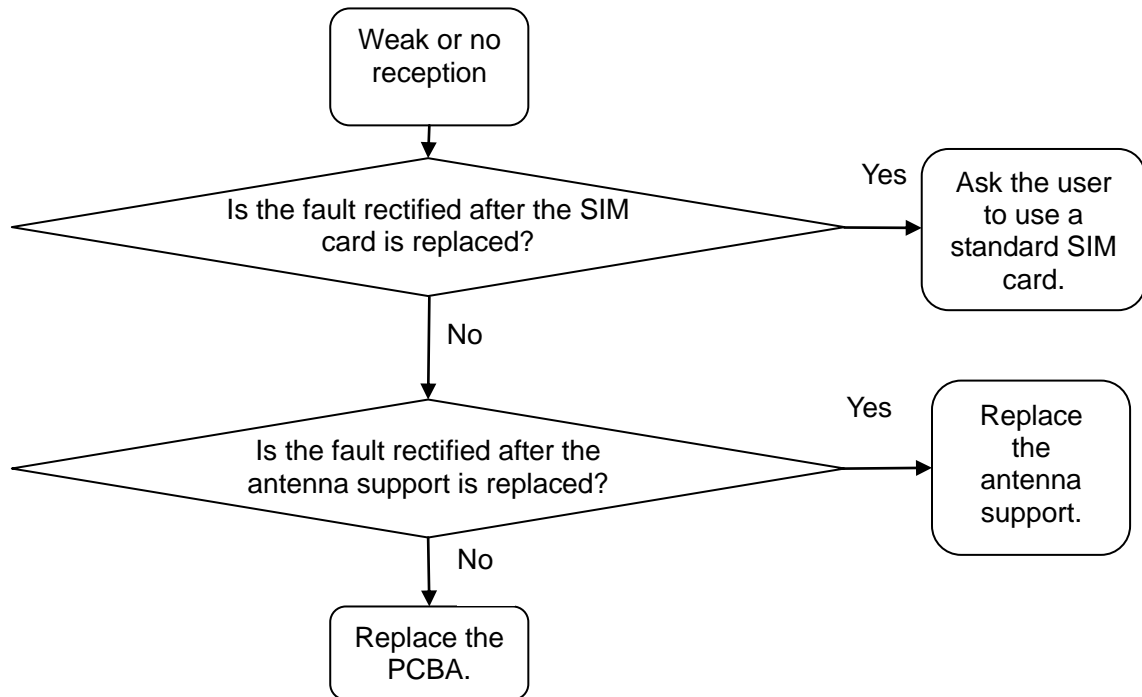 Weak or no
reception
Is the fault rectified after the SIM
card is replaced?
Yes
Ask the user
to use a
standard SIM
card.
No
Is the fault rectified after the
antenna support is replaced?
Yes
Replace
the
antenna
support.
No
Replace the
PCBA.